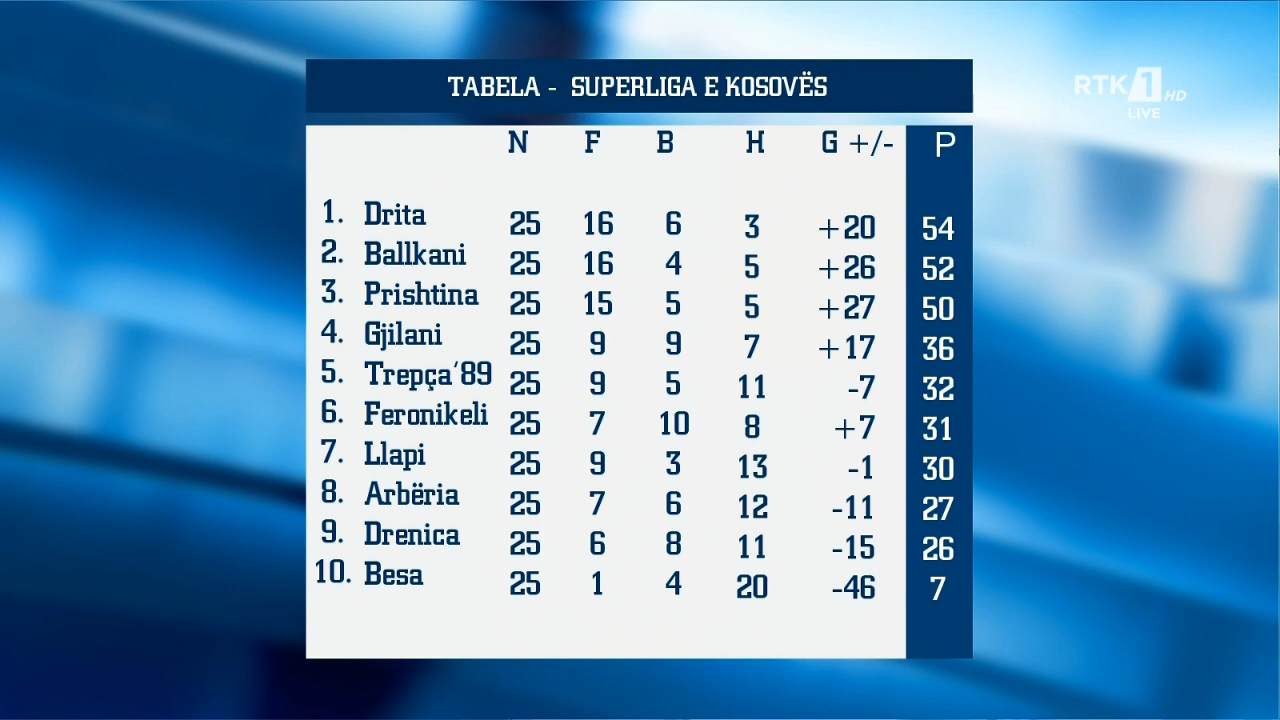 TABELA - SUPERLIGA E KOSOVËS
RTK 1 HD
LIVE
N F B H G +/- P
1. Drita 25 16 6 3 +20 54
2. Ballkani 25 16 4 5 +26 52
3. Prishtina 25 15 5 5 +27 50
4. Gjilani 25 9 9 7 +17 36
5. Trepça'89 25 9 5 11 -7 32
6. Feronikeli 25 7 10 8 +7 31
7. Llapi 25 9 3 13 -1 30
8. Arbëria 25 7 6 12 -11 27
9. Drenica 25 6 8 11 -15 26
10. Besa 25 1 4 20 -46 7